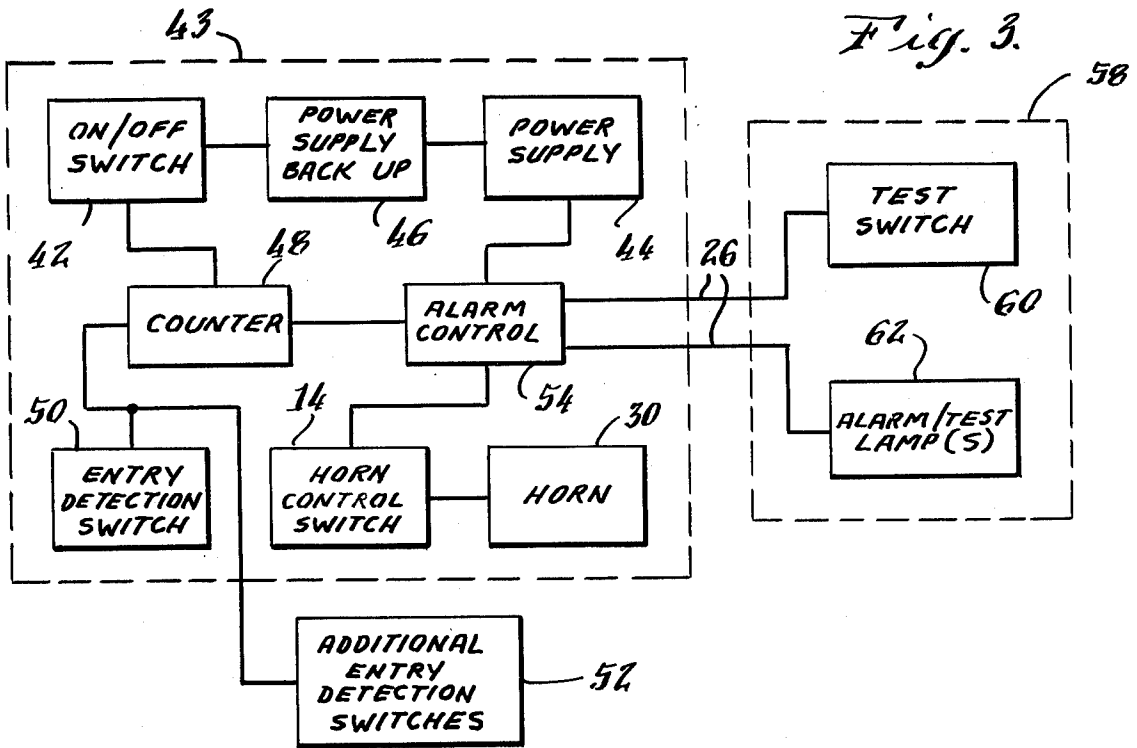 43
Fig. 3.
58
ON/OFF
SWITCH
42
POWER
SUPPLY
BACK UP
46
POWER
SUPPLY
44
TEST
SWITCH
60
48
COUNTER
ALARM
CONTROL
54
26
62
ALARM/TEST
LAMP(S)
50
ENTRY
DETECTION
SWITCH
14
HORN
CONTROL
SWITCH
30
HORN
ADDITIONAL
ENTRY
DETECTION
SWITCHES
52